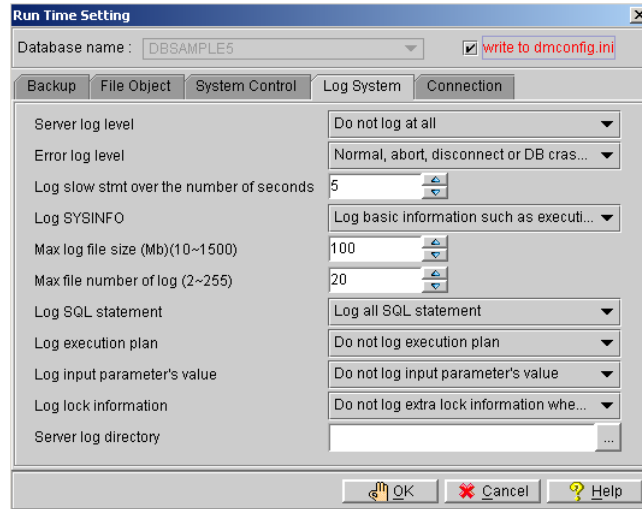 Run Time Setting
Database name : DBSAMPLE5 write to dmconfig.ini
Backup File Object System Control Log System Connection
Server log level Do not log at all
Error log level Normal, abort, disconnect or DB cras...
Log slow stmt over the number of seconds 5
Log SYSINFO Log basic information such as executi...
Max log file size (Mb)(10~1500) 100
Max file number of log (2~255) 20
Log SQL statement Log all SQL statement
Log execution plan Do not log execution plan
Log input parameter's value Do not log input parameter's value
Log lock information Do not log extra lock information whe...
Server log directory ...
OK Cancel Help